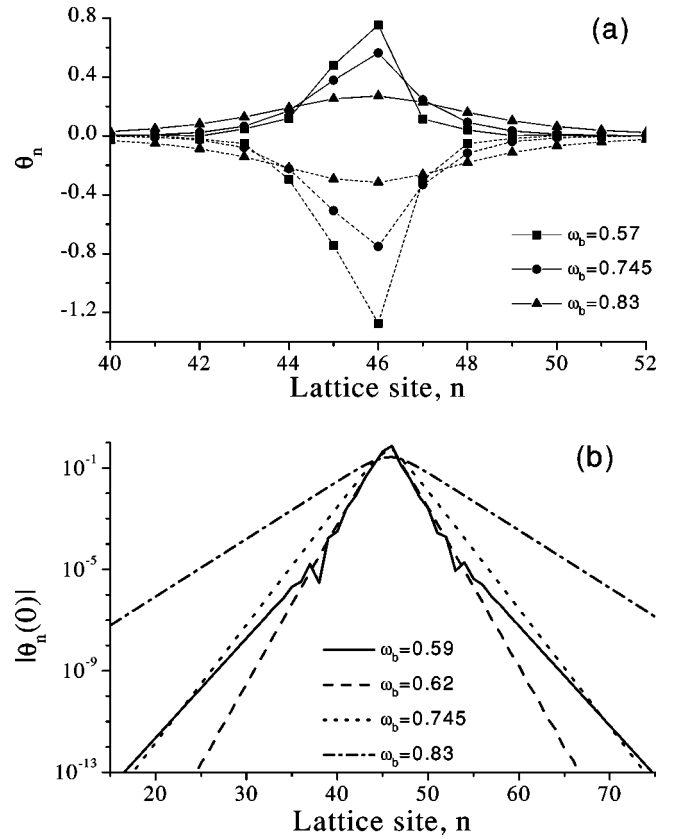 (a)
0.8
0.4
0.0
-0.4
-0.8
-1.2
θn
ωb=0.57
ωb=0.745
ωb=0.83
40 42 44 46 48 50 52
Lattice site, n
(b)
10-1
10-5
10-9
10-13
|θn(0)|
ωb=0.59
ωb=0.62
ωb=0.745
ωb=0.83
20 30 40 50 60 70
Lattice site, n